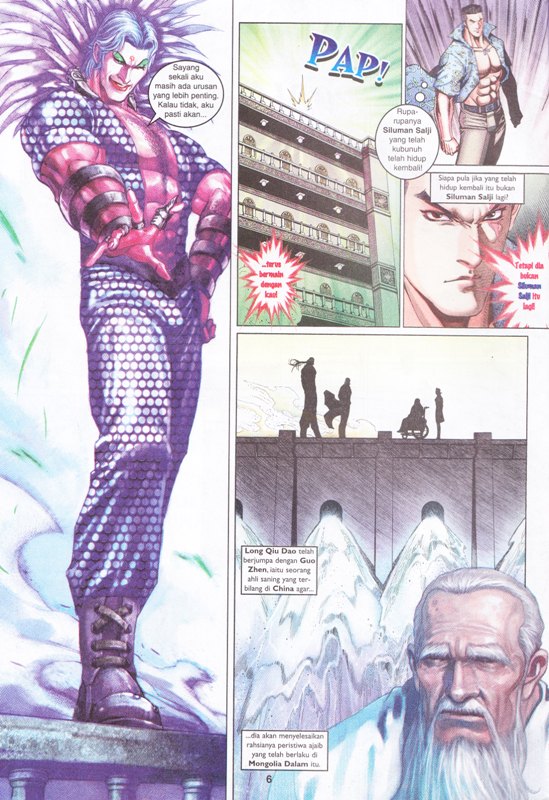 Sayang
sekali aku
masih ada urusan
yang lebih penting.
Kalau tidak, aku
pasti akan...
PAP!
...terus
bermain
dengan
kau!
Rupa-
rupanya
Siluman Salji
yang telah
kubunuh
telah hidup
kembali!
Siapa pula jika yang telah
hidup kembali itu bukan
Siluman Salji lagi?
Tetapi dia
bukan
Siluman
Salji itu
lagi!
Long Qiu Dao telah
berjumpa dengan Guo
Zhen, iaitu seorang
ahli saning yang ter-
bilang di China agar...
...dia akan menyelesaikan
rahsianya peristiwa ajaib
yang telah berlaku di
Mongolia Dalam itu.
6